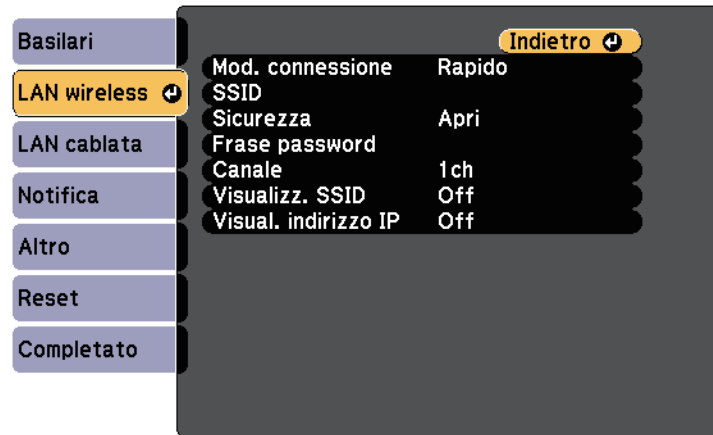 Basilari
LAN wireless
LAN cablata
Notifica
Altro
Reset
Completato
Indietro
Mod. connessione Rapido
SSID
Sicurezza Apri
Frase password
Canale 1ch
Visualizz. SSID Off
Visual. indirizzo IP Off